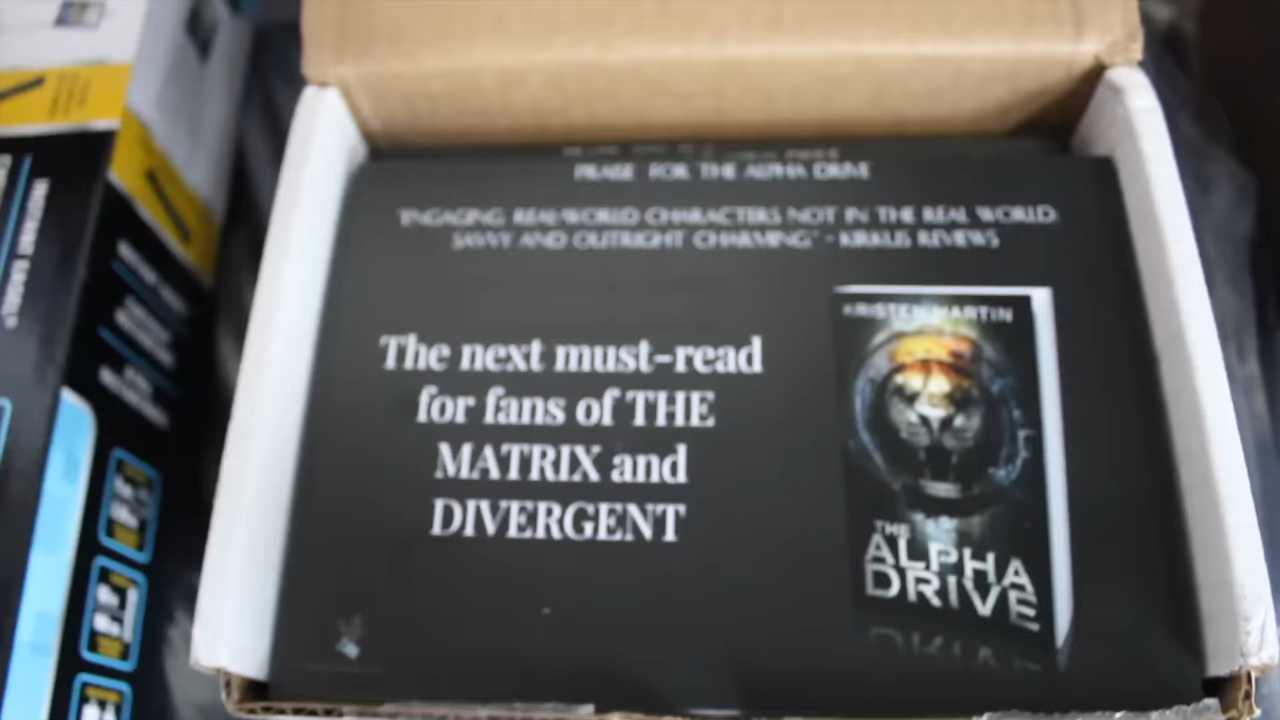 PRAISE FOR THE ALPHA DRIVE
"ENGAGING REAL-WORLD CHARACTERS NOT IN THE REAL WORLD.
SAVVY AND OUTRIGHT CHARMING" - KIRKUS REVIEWS
The next must-read
for fans of THE
MATRIX and
DIVERGENT
KRISTEN MARTIN
THE
ALPHA
DRIVE